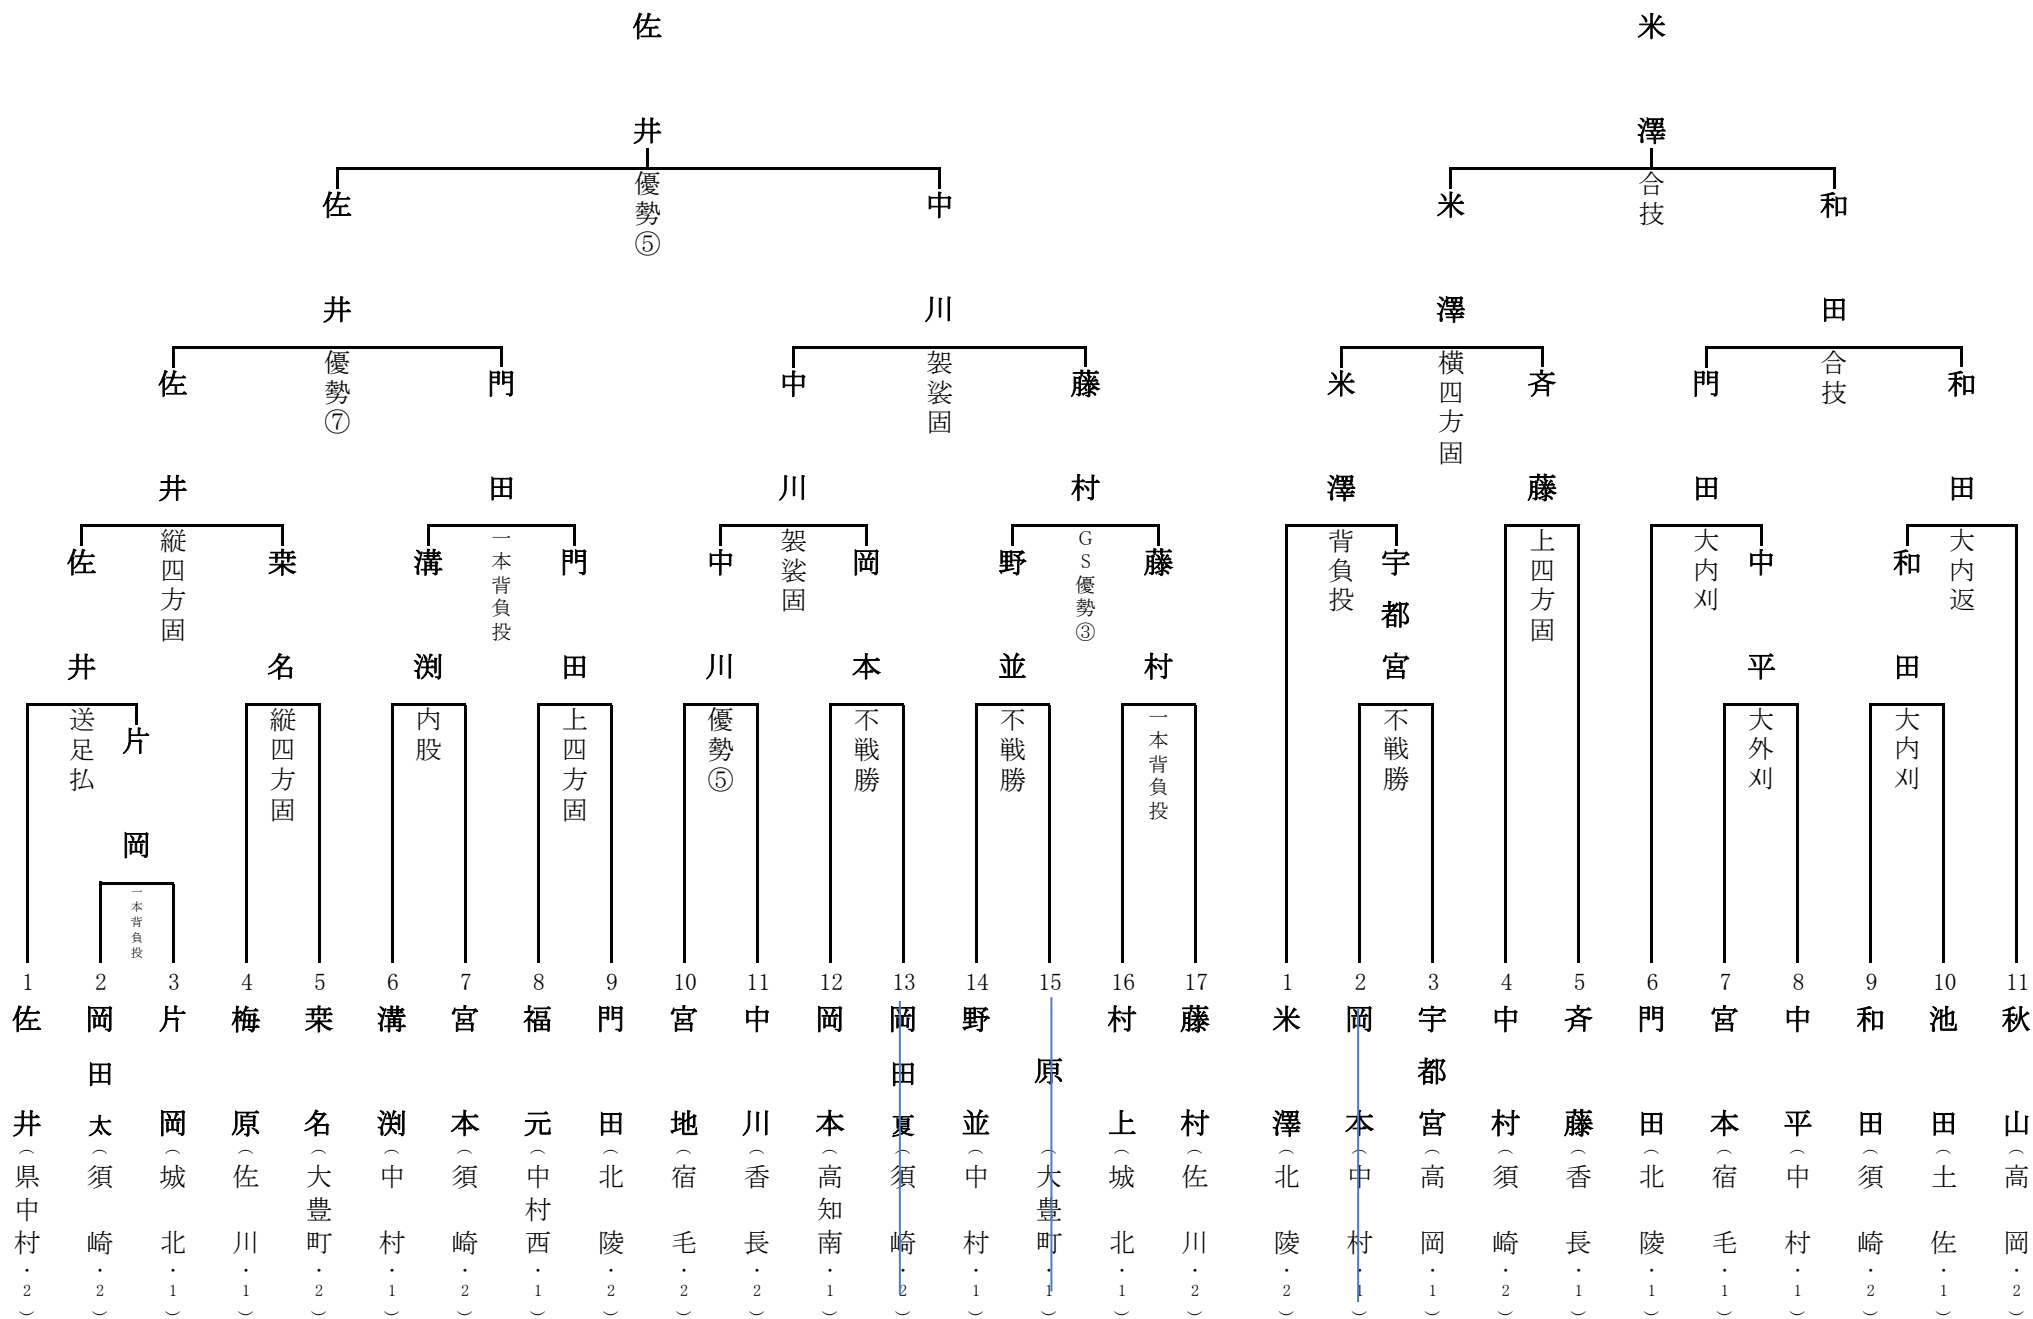 佐井
優勢⑤
佐井
中川
優勢⑦
袈裟固
佐井
門田
中川
藤村
縦四方固
一本背負投
袈裟固
GS優勢③
佐井
栞名
溝渕
門田
中川
岡本
野並
藤村
送足払
縦四方固
内股
上四方固
優勢⑤
不戦勝
不戦勝
一本背負投
片岡
一本背負投
1 佐井（県中村・2）
2 岡田太（須崎・2）
3 片岡（城北・1）
4 梅原（佐川・1）
5 栞名（大豊町・2）
6 溝渕（中村・1）
7 宮本（須崎・2）
8 福元（中村西・1）
9 門田（北陵・2）
10 宮地（宿毛・2）
11 中川（香長・2）
12 岡本（高知南・1）
13 岡田夏（須崎・2）
14 野並（中村・1）
15 原（大豊町・1）
16 村上（城北・1）
17 藤村（佐川・2）
米澤
合技
米澤
和田
横四方固
合技
米澤
斉藤
門田
和田
背負投
上四方固
大内刈
大内返
宇都宮
中平
和田
不戦勝
大外刈
大内刈
1 米澤（北陵・2）
2 岡本（中村・1）
3 宇都宮（高岡・1）
4 中村（須崎・2）
5 斉藤（香長・1）
6 門田（北陵・1）
7 宮本（宿毛・1）
8 中平（中村・1）
9 和田（須崎・2）
10 池田（土佐・1）
11 秋山（高岡・2）